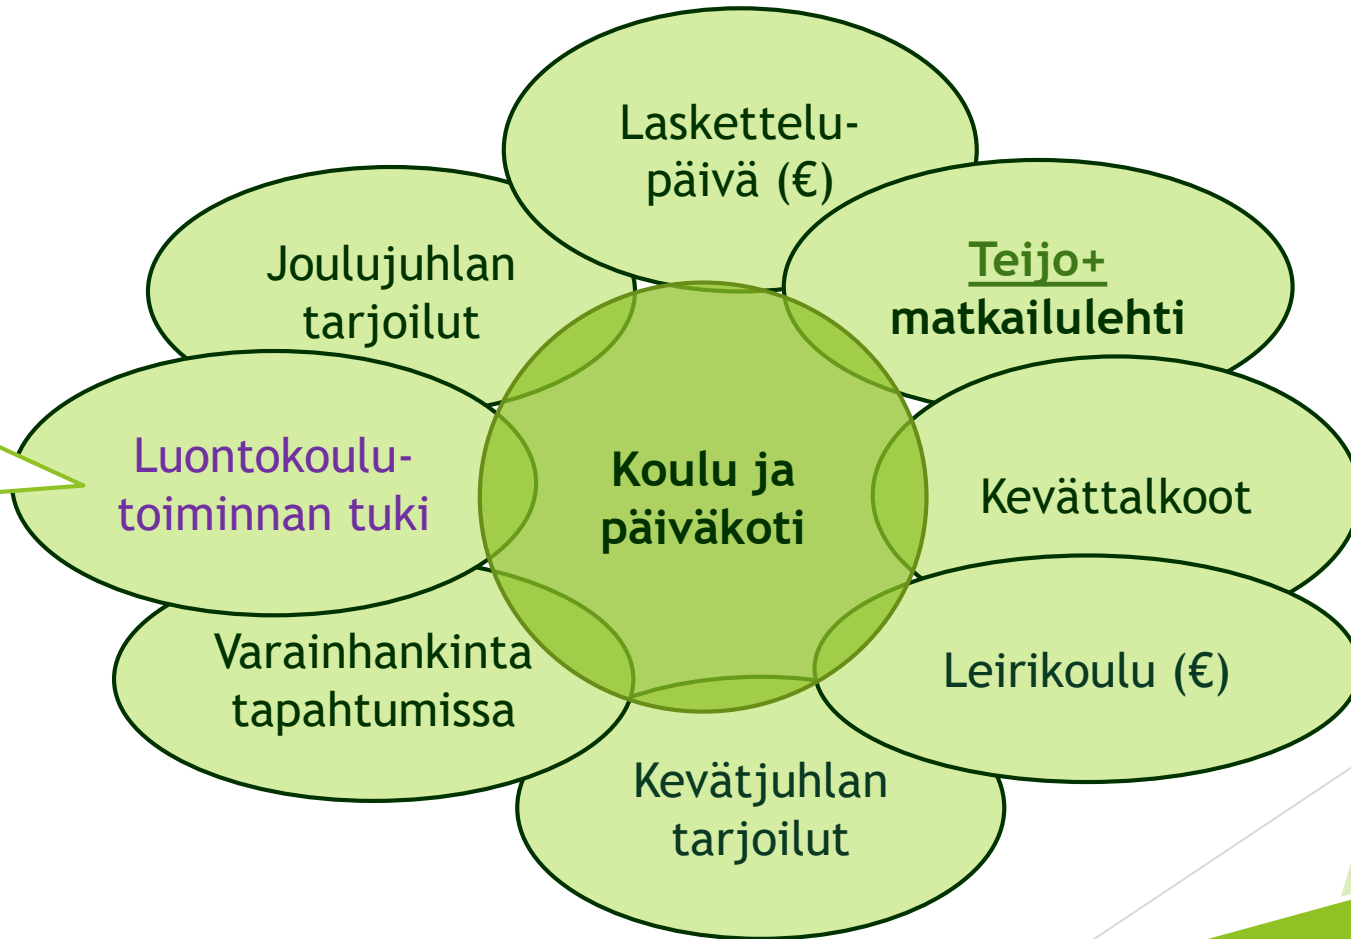 Laskettelu-
päivä (€)
Teijo+
matkailulehti
Joulujuhlan
tarjoilut
Luontokoulu-
toiminnan tuki
Koulu ja
päiväkoti
Kevättalkoot
Varainhankinta
tapahtumissa
Leirikoulu (€)
Kevätjuhlan
tarjoilut